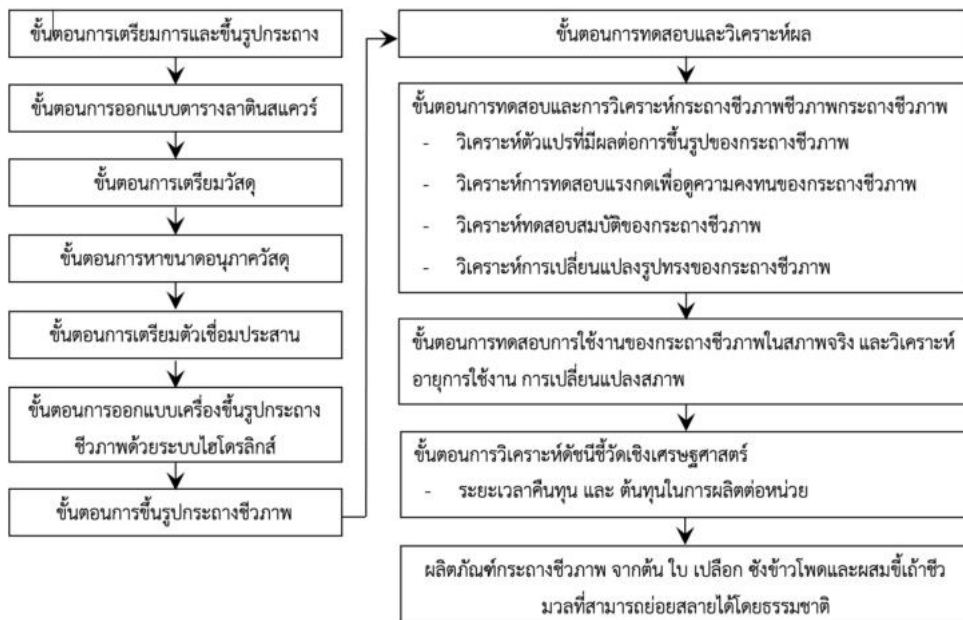 ขั้นตอนการเตรียมการและขึ้นรูปกระถาง
ขั้นตอนการออกแบบตารางลาตินสแควร์
ขั้นตอนการเตรียมวัสดุ
ขั้นตอนการหาขนาดอนุภาควัสดุ
ขั้นตอนการเตรียมตัวเชื่อมประสาน
ขั้นตอนการออกแบบเครื่องขึ้นรูปกระถาง
ชีวภาพด้วยระบบไฮโดรลิกส์
ขั้นตอนการขึ้นรูปกระถางชีวภาพ
ขั้นตอนการทดสอบและวิเคราะห์ผล
ขั้นตอนการทดสอบและการวิเคราะห์กระถางชีวภาพชีวภาพกระถางชีวภาพ
- วิเคราะห์ตัวแปรที่มีผลต่อการขึ้นรูปของกระถางชีวภาพ
- วิเคราะห์การทดสอบแรงกดเพื่อดูความคงทนของกระถางชีวภาพ
- วิเคราะห์ทดสอบสมบัติของกระถางชีวภาพ
- วิเคราะห์การเปลี่ยนแปลงรูปทรงของกระถางชีวภาพ
ขั้นตอนการทดสอบการใช้งานของกระถางชีวภาพในสภาพจริง และวิเคราะห์
อายุการใช้งาน การเปลี่ยนแปลงสภาพ
ขั้นตอนการวิเคราะห์ดัชนีชี้วัดเชิงเศรษฐศาสตร์
- ระยะเวลาคืนทุน และ ต้นทุนในการผลิตต่อหน่วย
ผลิตภัณฑ์กระถางชีวภาพ จากต้น ใบ เปลือก ซังข้าวโพดและผสมขี้เถ้าชีว
มวลที่สามารถย่อยสลายได้โดยธรรมชาติ